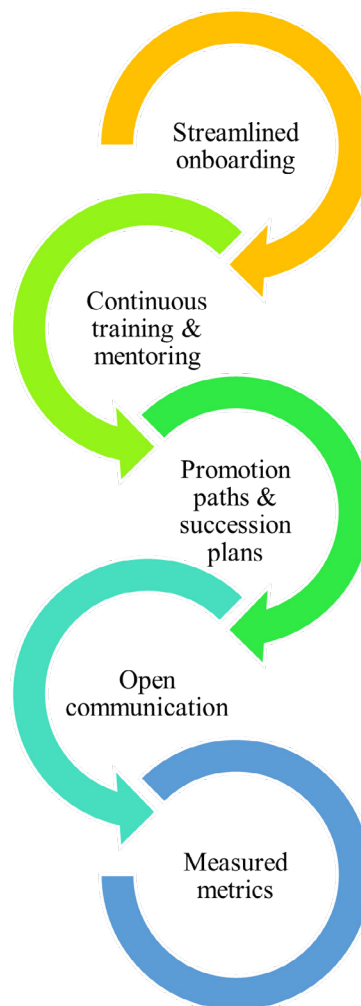 Streamlined
onboarding
Continuous
training &
mentoring
Promotion
paths &
succession
plans
Open
communication
Measured
metrics